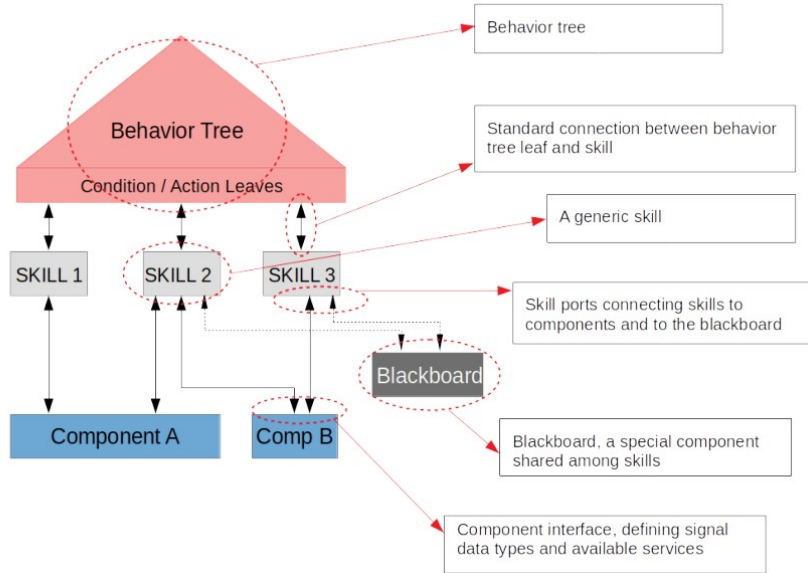 Behavior tree
Behavior Tree
Standard connection between behavior
tree leaf and skill
Condition / Action Leaves
A generic skill
SKILL 1
SKILL 2
SKILL 3
Skill ports connecting skills to
components and to the blackboard
Blackboard
Component A
Comp B
Blackboard, a special component
shared among skills
Component interface, defining signal
data types and available services